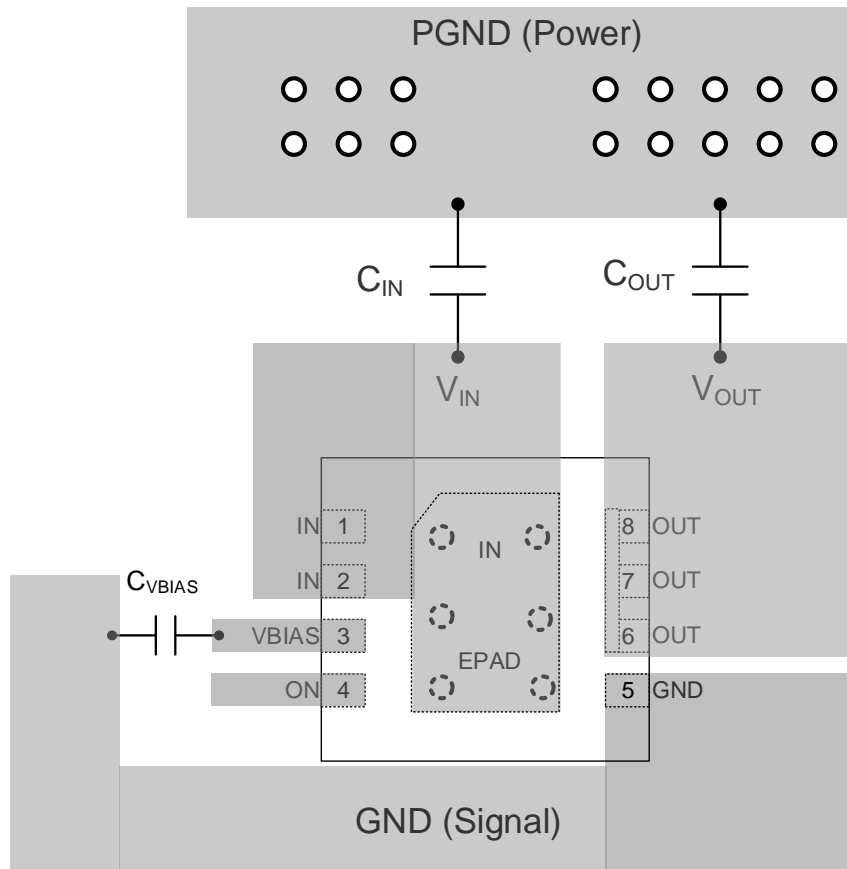 PGND (Power)
CIN
COUT
VIN
VOUT
IN 1
IN
8 OUT
IN 2
7 OUT
CVBIAS
VBIAS 3
6 OUT
EPAD
ON 4
5 GND
GND (Signal)